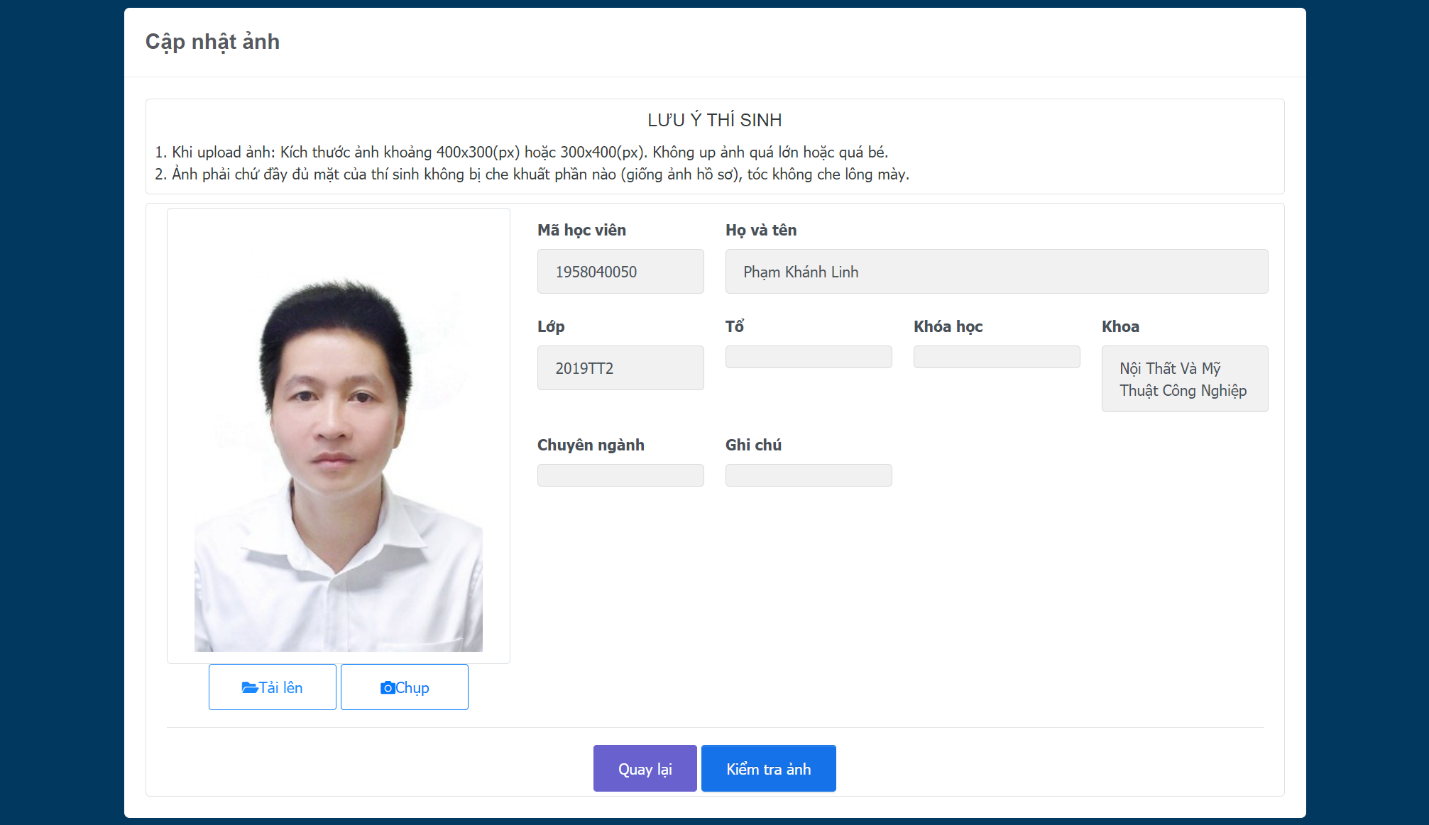 Cập nhật ảnh
LƯU Ý THÍ SINH
1. Khi upload ảnh: Kích thước ảnh khoảng 400x300(px) hoặc 300x400(px). Không up ảnh quá lớn hoặc quá bé.
2. Ảnh phải chứ đầy đủ mặt của thí sinh không bị che khuất phần nào (giống ảnh hồ sơ), tóc không che lông mày.
Mã học viên
Họ và tên
1958040050
Phạm Khánh Linh
Lớp
Tổ
Khóa học
Khoa
2019TT2
Nội Thất Và Mỹ
Thuật Công Nghiệp
Chuyên ngành
Ghi chú
Tải lên
Chụp
Quay lại
Kiểm tra ảnh